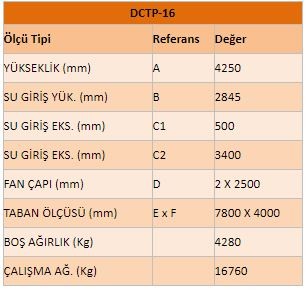 DCTP-16
Ölçü Tipi Referans Değer
YÜKSEKLİK (mm) A 4250
SU GİRİŞ YÜK. (mm) B 2845
SU GİRİŞ EKS. (mm) C1 500
SU GİRİŞ EKS. (mm) C2 3400
FAN ÇAPI (mm) D 2 X 2500
TABAN ÖLÇÜSÜ (mm) E x F 7800 X 4000
BOŞ AĞIRLIK (Kg) 4280
ÇALIŞMA AĞ. (Kg) 16760